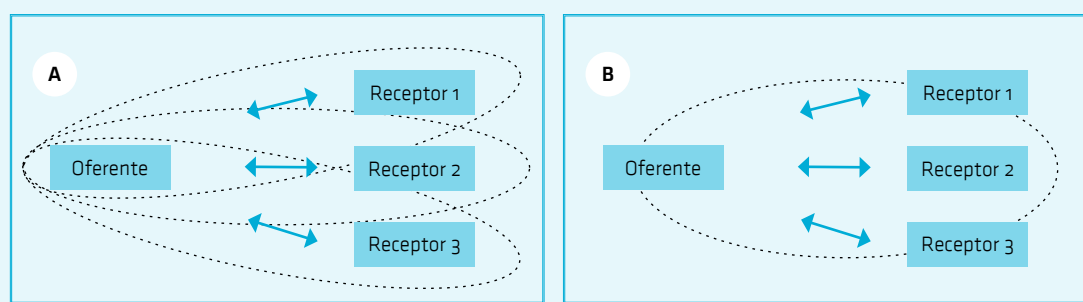 A
Receptor 1
Oferente
Receptor 2
Receptor 3
B
Receptor 1
Oferente
Receptor 2
Receptor 3